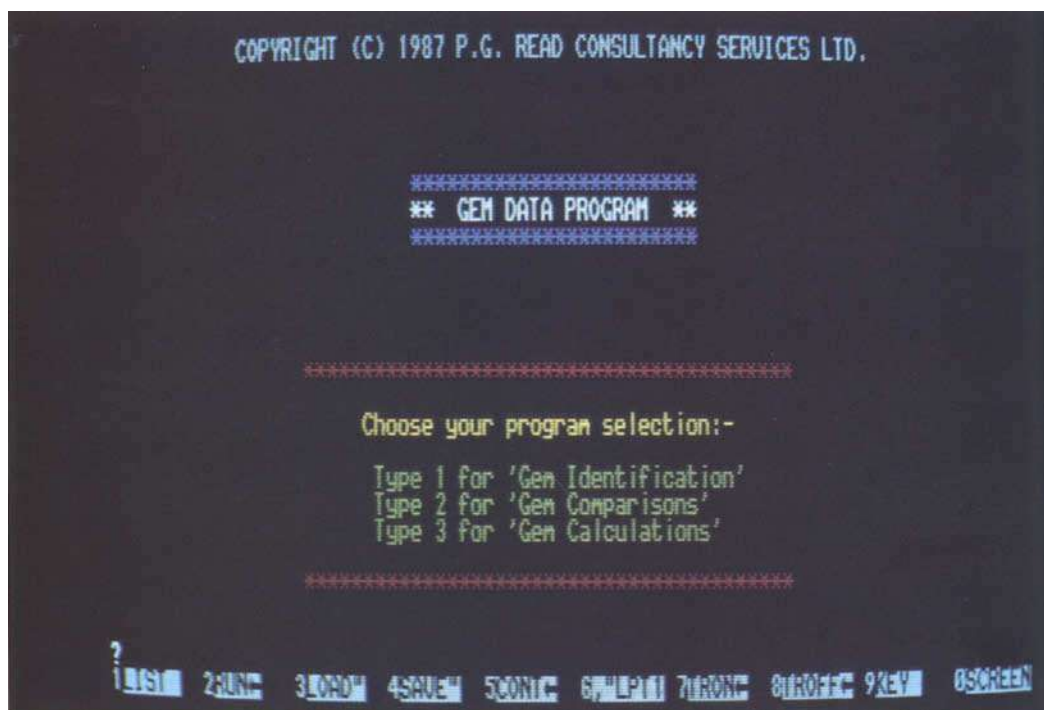 COPYRIGHT (C) 1987 P.G. READ CONSULTANCY SERVICES LTD.
************************
** GEM DATA PROGRAM **
************************
*****************************************
Choose your program selection:-
Type 1 for 'Gem Identification'
Type 2 for 'Gem Comparisons'
Type 3 for 'Gem Calculations'
*****************************************
?
1LIST 2RUN← 3LOAD" 4SAVE" 5CONT← 6,"LPT1 7TRON← 8TROFF← 9KEY 0SCREEN